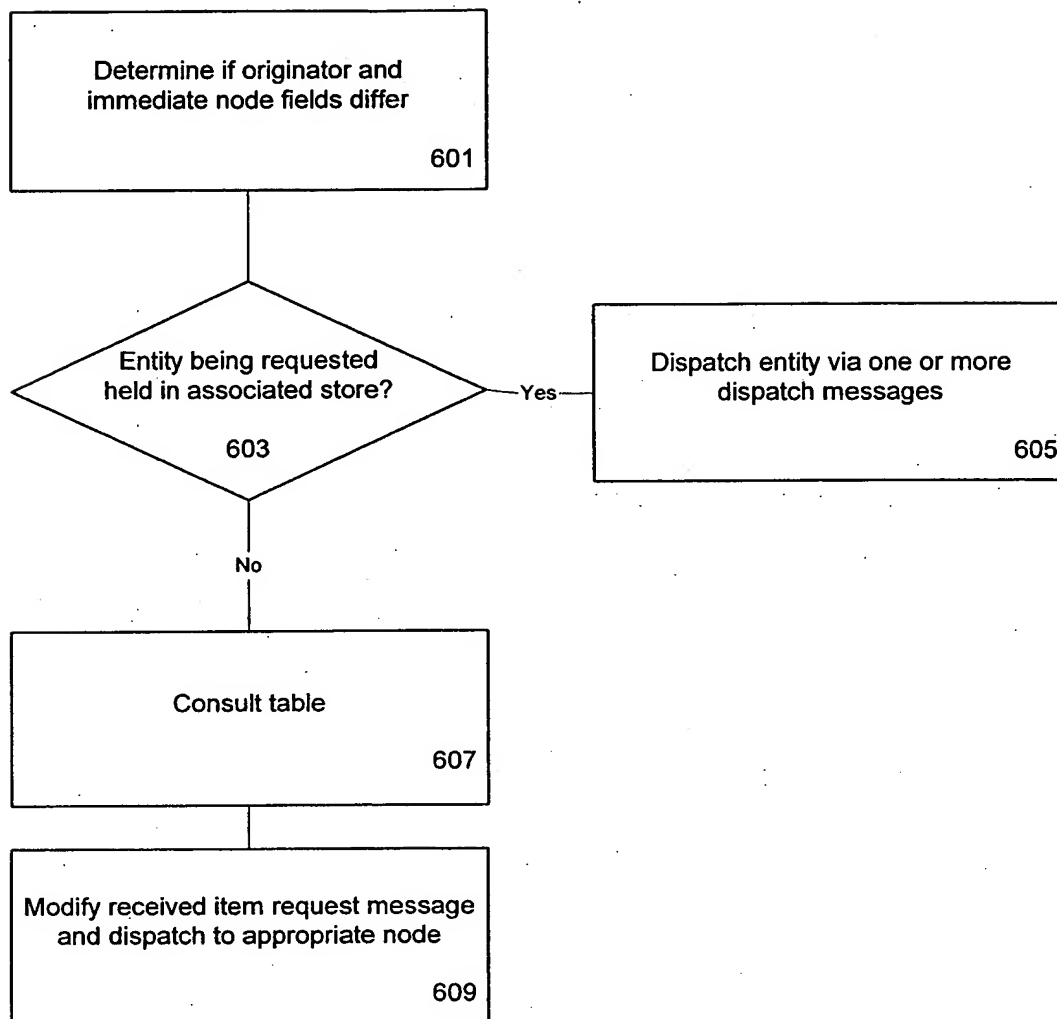 Determine if originator and
immediate node fields differ
601
Entity being requested
held in associated store?
603
Yes
Dispatch entity via one or more
dispatch messages
605
No
Consult table
607
Modify received item request message
and dispatch to appropriate node
609